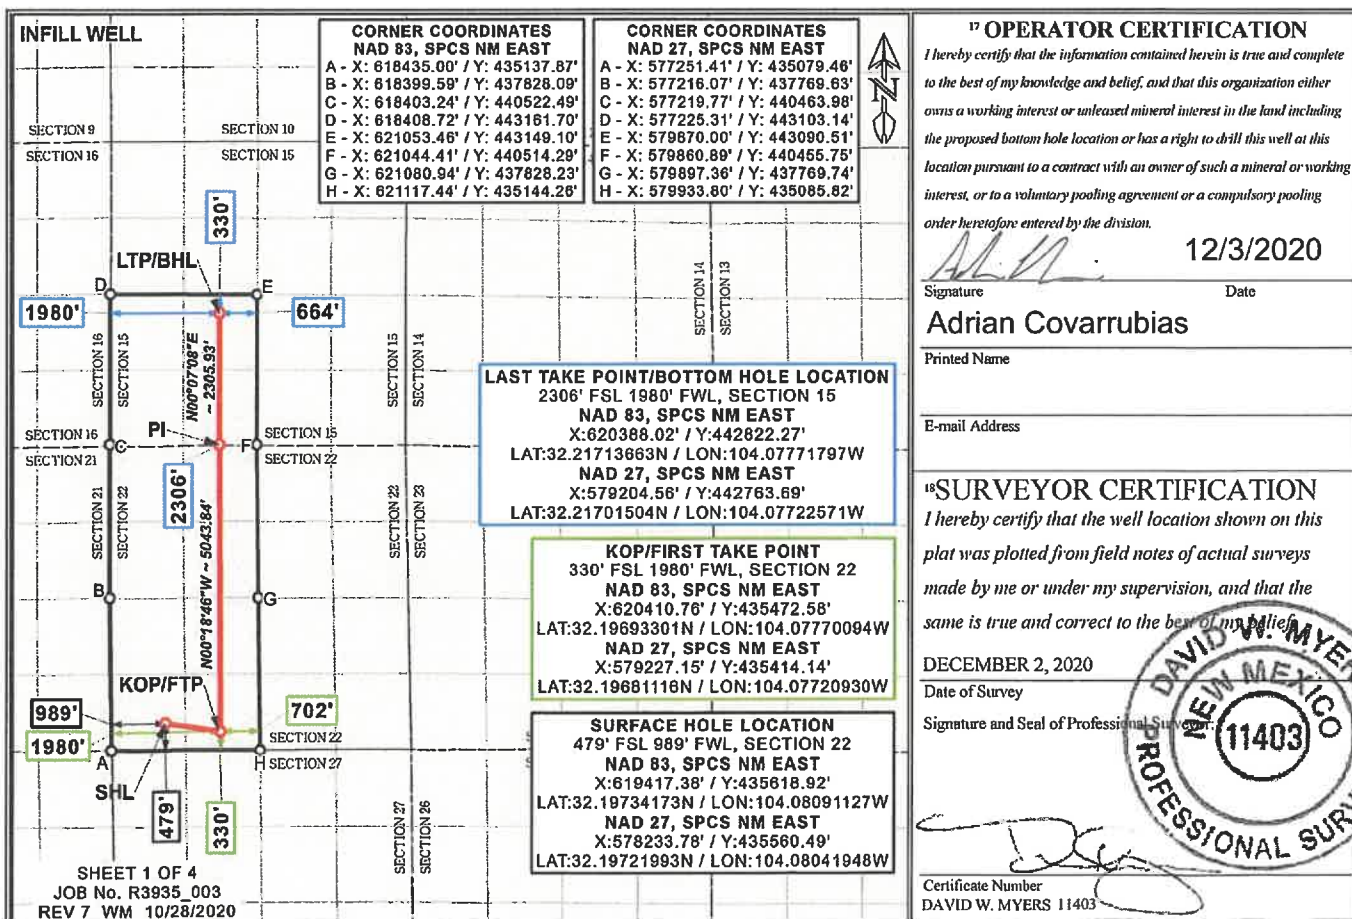 INFILL WELL
CORNER COORDINATES
NAD 83, SPCS NM EAST
A - X: 618435.00' / Y: 435137.87'
B - X: 618399.59' / Y: 437828.09'
C - X: 618403.24' / Y: 440522.49'
D - X: 618408.72' / Y: 443161.70'
E - X: 621053.46' / Y: 443149.10'
F - X: 621044.41' / Y: 440514.29'
G - X: 621080.94' / Y: 437828.23'
H - X: 621117.44' / Y: 435144.26'
CORNER COORDINATES
NAD 27, SPCS NM EAST
A - X: 577251.41' / Y: 435079.46'
B - X: 577216.07' / Y: 437769.63'
C - X: 577219.77' / Y: 440463.98'
D - X: 577225.31' / Y: 443103.14'
E - X: 579870.00' / Y: 443090.51'
F - X: 579860.89' / Y: 440455.75'
G - X: 579897.36' / Y: 437769.74'
H - X: 579933.80' / Y: 435085.82'
N
SECTION 9
SECTION 10
SECTION 16
SECTION 15
330'
LTP/BHL
D
E
1980'
664'
SECTION 16
SECTION 15
N00°07'08"E
~ 2305.93'
SECTION 15
SECTION 14
SECTION 14
SECTION 13
SECTION 16
PI
SECTION 15
C
F
SECTION 21
SECTION 22
2306'
SECTION 21
SECTION 22
N00°18'46"W ~ 5043.84'
SECTION 22
SECTION 23
B
G
KOP/FTP
989'
702'
1980'
SECTION 22
A
H
SECTION 27
SHL
479'
330'
SECTION 27
SECTION 26
LAST TAKE POINT/BOTTOM HOLE LOCATION
2306' FSL 1980' FWL, SECTION 15
NAD 83, SPCS NM EAST
X:620388.02' / Y:442822.27'
LAT:32.21713663N / LON:104.07771797W
NAD 27, SPCS NM EAST
X:579204.56' / Y:442763.69'
LAT:32.21701504N / LON:104.07722571W
KOP/FIRST TAKE POINT
330' FSL 1980' FWL, SECTION 22
NAD 83, SPCS NM EAST
X:620410.76' / Y:435472.58'
LAT:32.19693301N / LON:104.07770094W
NAD 27, SPCS NM EAST
X:579227.15' / Y:435414.14'
LAT:32.19681116N / LON:104.07720930W
SURFACE HOLE LOCATION
479' FSL 989' FWL, SECTION 22
NAD 83, SPCS NM EAST
X:619417.38' / Y:435618.92'
LAT:32.19734173N / LON:104.08091127W
NAD 27, SPCS NM EAST
X:578233.78' / Y:435560.49'
LAT:32.19721993N / LON:104.08041948W
SHEET 1 OF 4
JOB No. R3935_003
REV 7 WM 10/28/2020
17 OPERATOR CERTIFICATION
I hereby certify that the information contained herein is true and complete
to the best of my knowledge and belief, and that this organization either
owns a working interest or unleased mineral interest in the land including
the proposed bottom hole location or has a right to drill this well at this
location pursuant to a contract with an owner of such a mineral or working
interest, or to a voluntary pooling agreement or a compulsory pooling
order heretofore entered by the division.
12/3/2020
Signature Date
Adrian Covarrubias
Printed Name
E-mail Address
18 SURVEYOR CERTIFICATION
I hereby certify that the well location shown on this
plat was plotted from field notes of actual surveys
made by me or under my supervision, and that the
same is true and correct to the best of my belief.
DECEMBER 2, 2020
Date of Survey
Signature and Seal of Professional Surveyor:
DAVID W. MYER
NEW MEXICO
11403
PROFESSIONAL SURV
Certificate Number
DAVID W. MYERS 11403